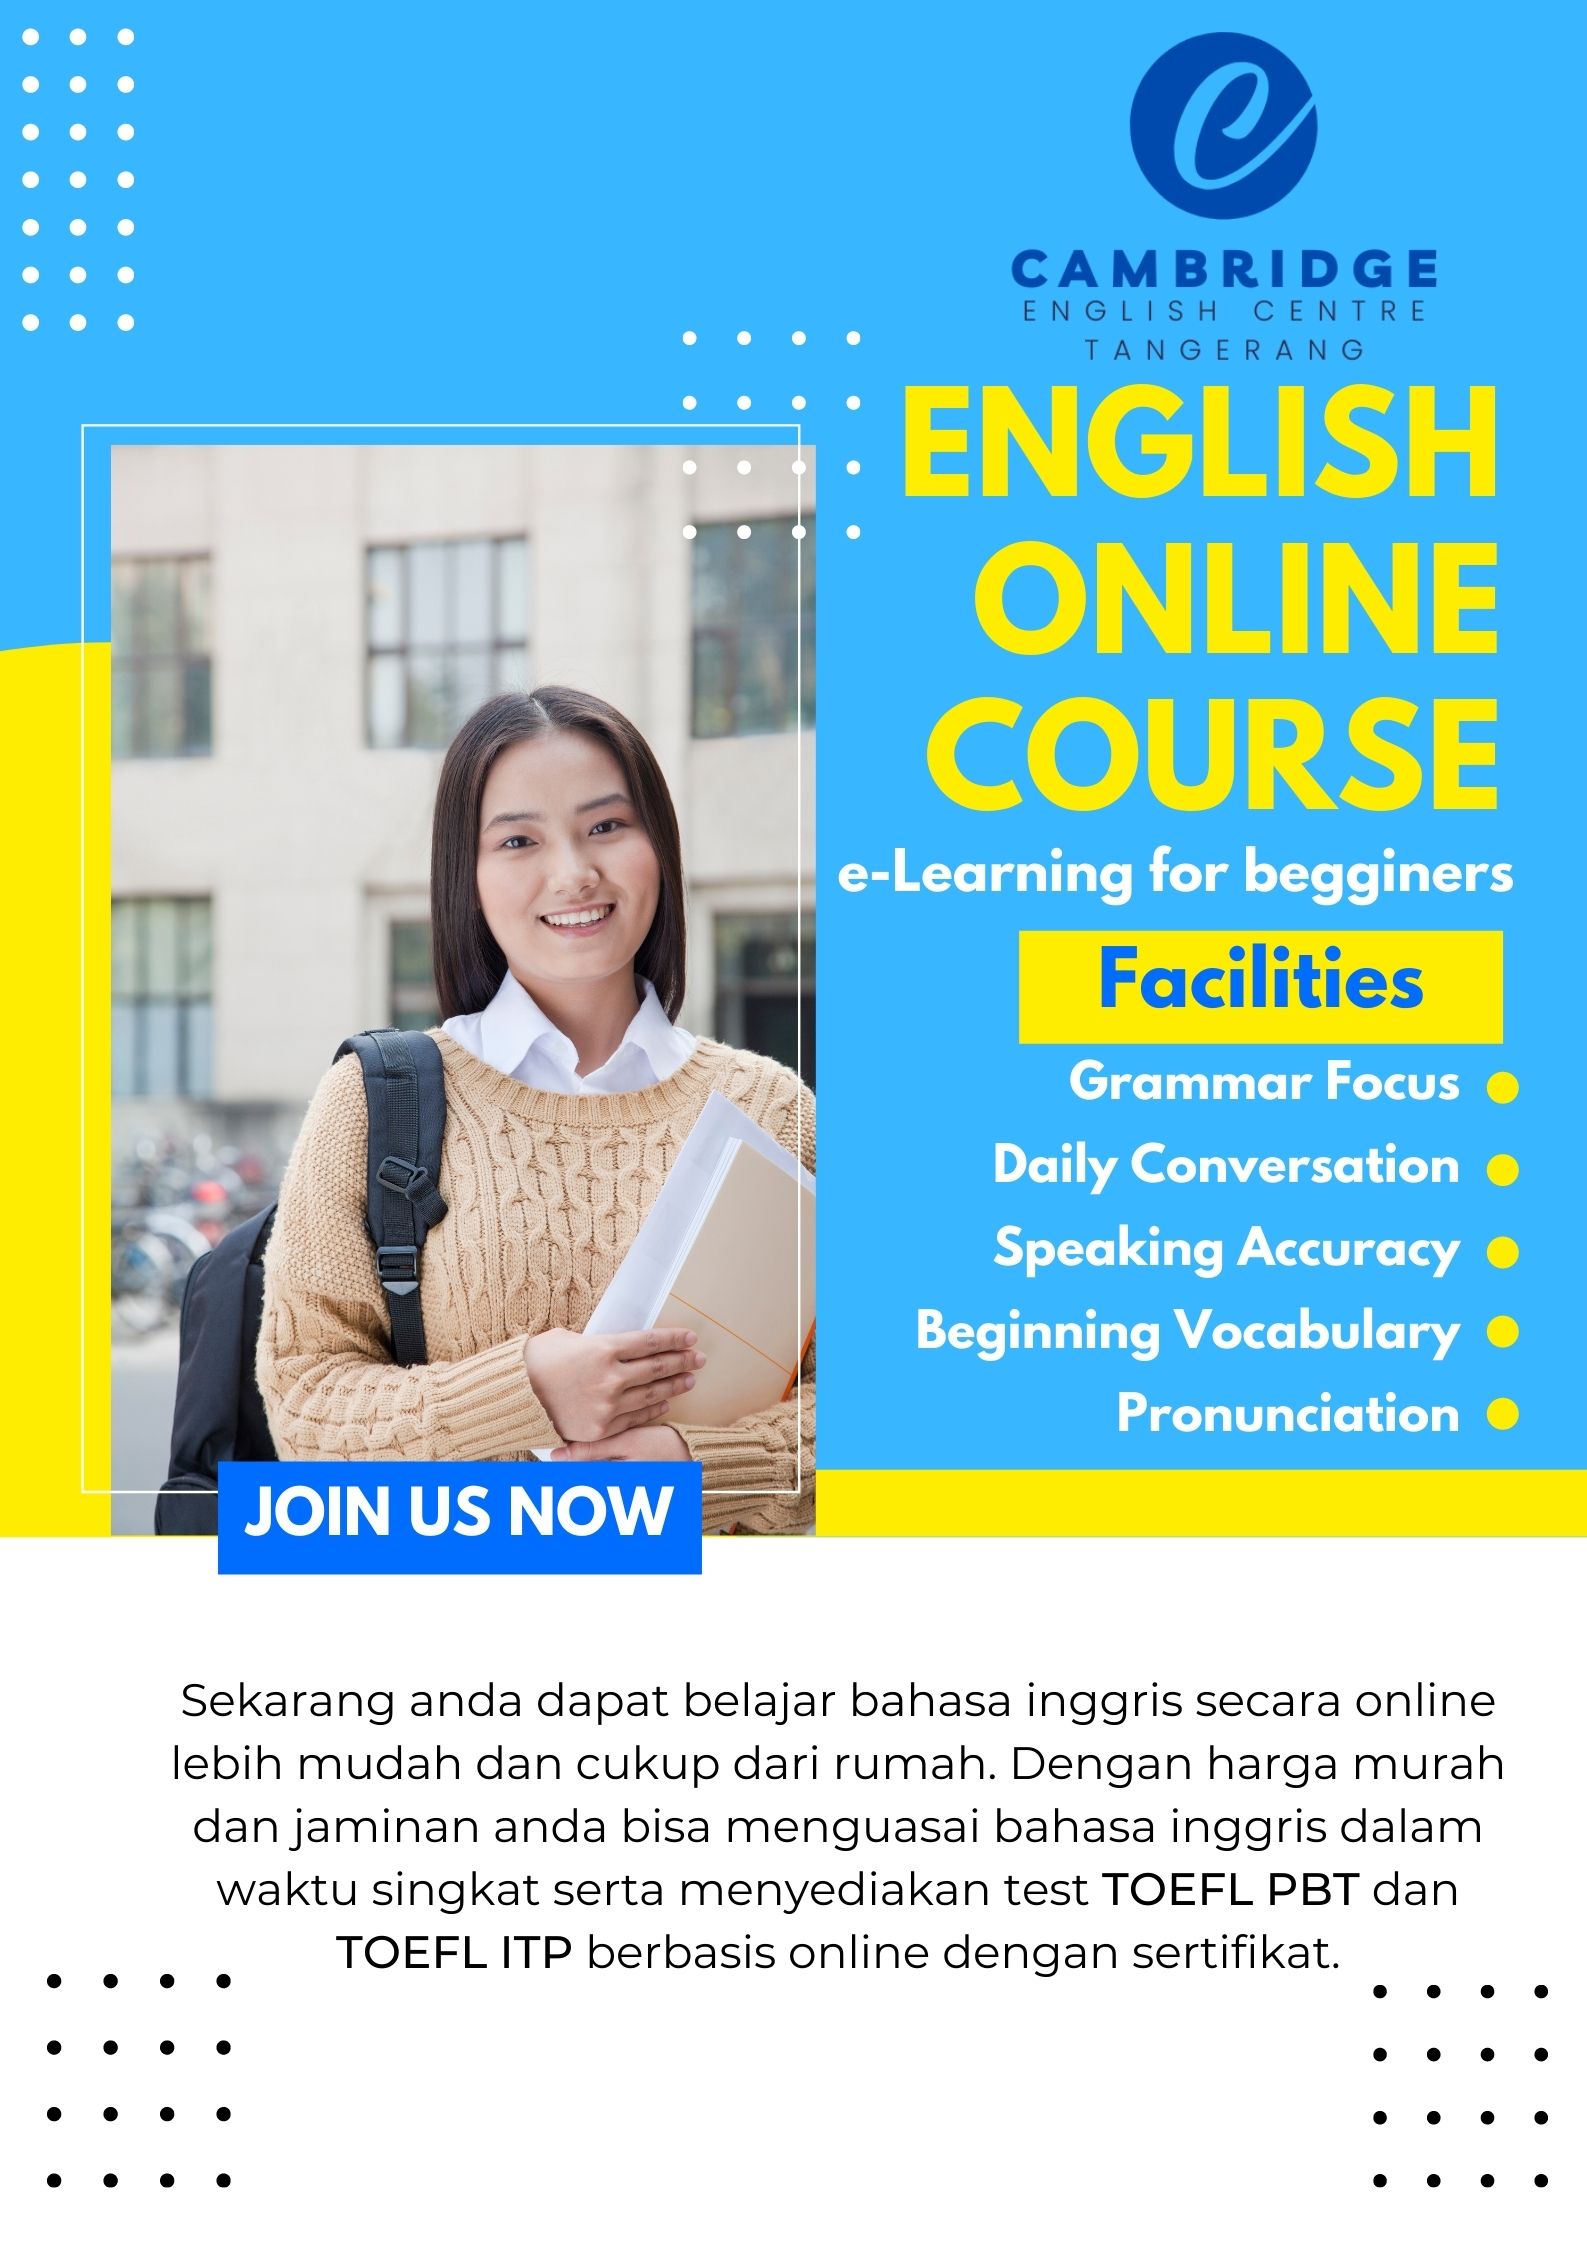 CAMBRIDGE
ENGLISH CENTRE
TANGERANG
ENGLISH
ONLINE
COURSE
e-Learning for begginers
Facilities
Grammar Focus
Daily Conversation
Speaking Accuracy
Beginning Vocabulary
Pronunciation
JOIN US NOW
Sekarang anda dapat belajar bahasa inggris secara online
lebih mudah dan cukup dari rumah. Dengan harga murah
dan jaminan anda bisa menguasai bahasa inggris dalam
waktu singkat serta menyediakan test TOEFL PBT dan
TOEFL ITP berbasis online dengan sertifikat.